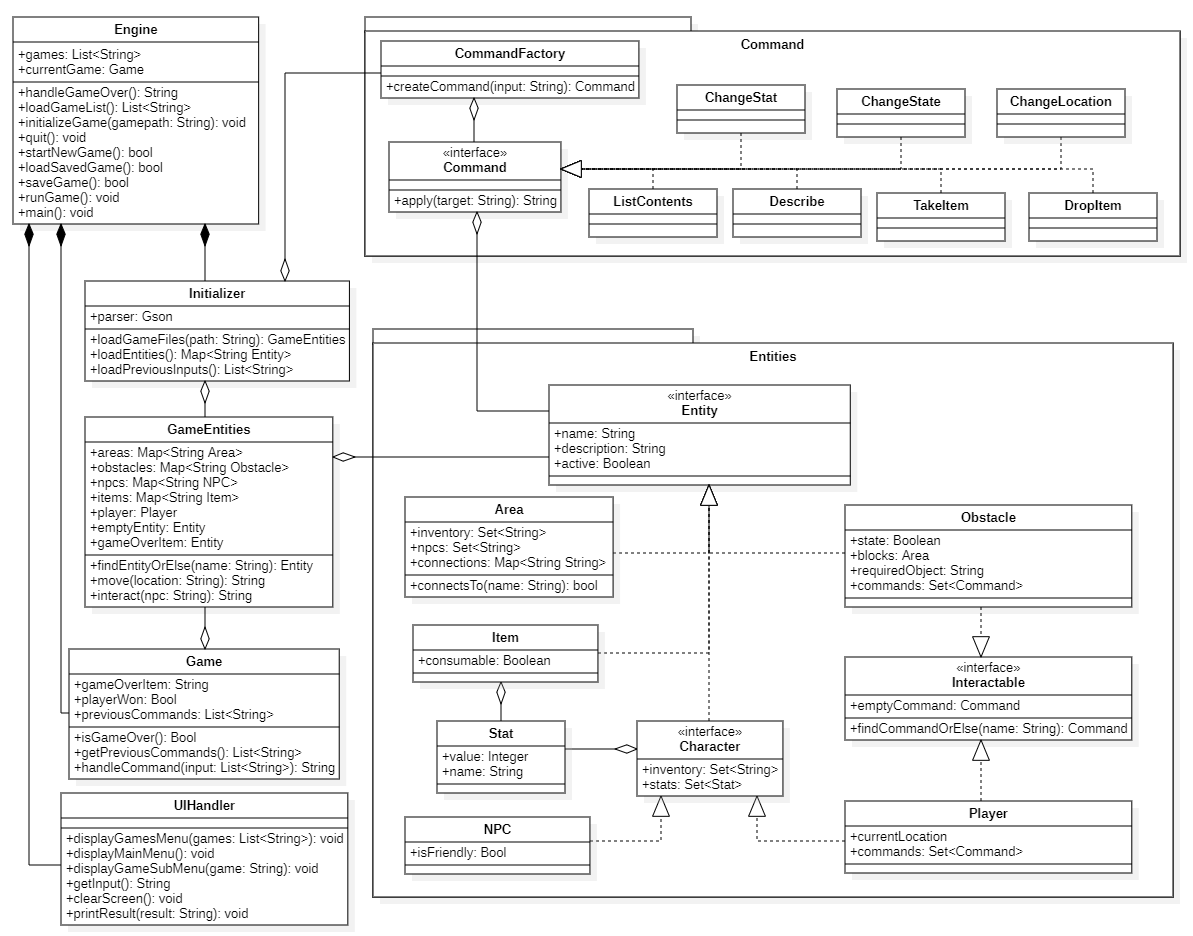 Engine
+games: List<String>
+currentGame: Game
+handleGameOver(): String
+loadGameList(): List<String>
+initializeGame(gamepath: String): void
+quit(): void
+startNewGame(): bool
+loadSavedGame(): bool
+saveGame(): bool
+runGame(): void
+main(): void
Initializer
+parser: Gson
+loadGameFiles(path: String): GameEntities
+loadEntities(): Map<String Entity>
+loadPreviousInputs(): List<String>
GameEntities
+areas: Map<String Area>
+obstacles: Map<String Obstacle>
+npcs: Map<String NPC>
+items: Map<String Item>
+player: Player
+emptyEntity: Entity
+gameOverItem: Entity
+findEntityOrElse(name: String): Entity
+move(location: String): String
+interact(npc: String): String
Game
+gameOverItem: String
+playerWon: Bool
+previousCommands: List<String>
+isGameOver(): Bool
+getPreviousCommands(): List<String>
+handleCommand(input: List<String>): String
UIHandler
+displayGamesMenu(games: List<String>): void
+displayMainMenu(): void
+displayGameSubMenu(game: String): void
+getInput(): String
+clearScreen(): void
+printResult(result: String): void
Command
CommandFactory
+createCommand(input: String): Command
«interface»
Command
+apply(target: String): String
ChangeStat
ChangeState
ChangeLocation
ListContents
Describe
TakeItem
DropItem
Entities
«interface»
Entity
+name: String
+description: String
+active: Boolean
Area
+inventory: Set<String>
+npcs: Set<String>
+connections: Map<String String>
+connectsTo(name: String): bool
Obstacle
+state: Boolean
+blocks: Area
+requiredObject: String
+commands: Set<Command>
Item
+consumable: Boolean
«interface»
Interactable
+emptyCommand: Command
+findCommandOrElse(name: String): Command
Stat
+value: Integer
+name: String
«interface»
Character
+inventory: Set<String>
+stats: Set<Stat>
NPC
+isFriendly: Bool
Player
+currentLocation
+commands: Set<Command>